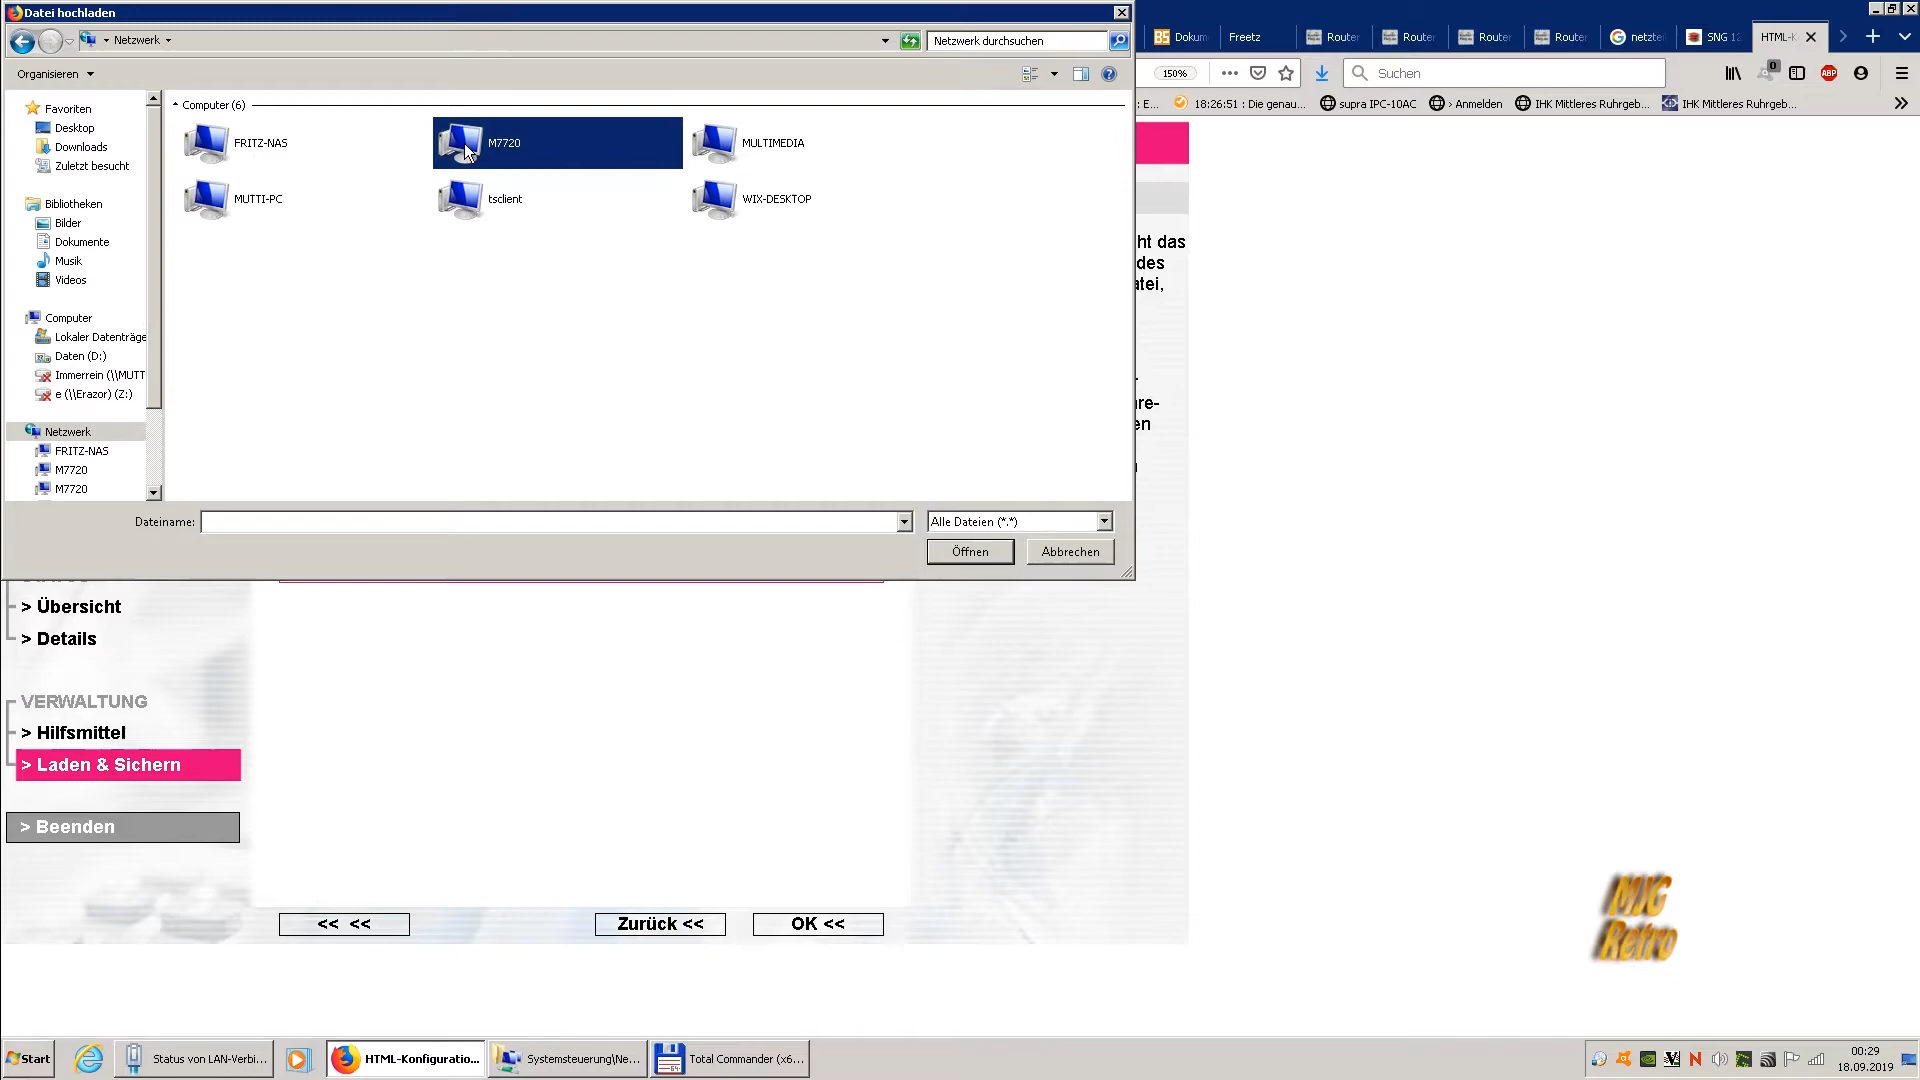 Datei hochladen
Netzwerk
Netzwerk durchsuchen
Organisieren
Favoriten
Desktop
Downloads
Zuletzt besucht
Bibliotheken
Bilder
Dokumente
Musik
Videos
Computer
Lokaler Datenträge
Daten (D:)
Immerrein (\\MUTT
e (\\Erazor) (Z:)
Netzwerk
FRITZ-NAS
M7720
M7720
Computer (6)
FRITZ-NAS
M7720
MULTIMEDIA
MUTTI-PC
tsclient
WIX-DESKTOP
Dateiname:
Alle Dateien (*.*)
Öffnen
Abbrechen
Dokum
Freetz
Router
Router
Router
Router
netzte
SNG 12
HTML-K
150%
Suchen
0
ABP
: E...
18:26:51 : Die genau...
supra IPC-10AC
> Anmelden
IHK Mittleres Ruhrgeb...
IHK Mittleres Ruhrgeb...
ht das
des
atei,
re-
en
> Übersicht
> Details
VERWALTUNG
> Hilfsmittel
> Laden & Sichern
> Beenden
<< <<
Zurück <<
OK <<
MJG
Retro
Start
Status von LAN-Verbi...
HTML-Konfiguratio...
Systemsteuerung\Ne...
Total Commander (x6...
00:29
18.09.2019